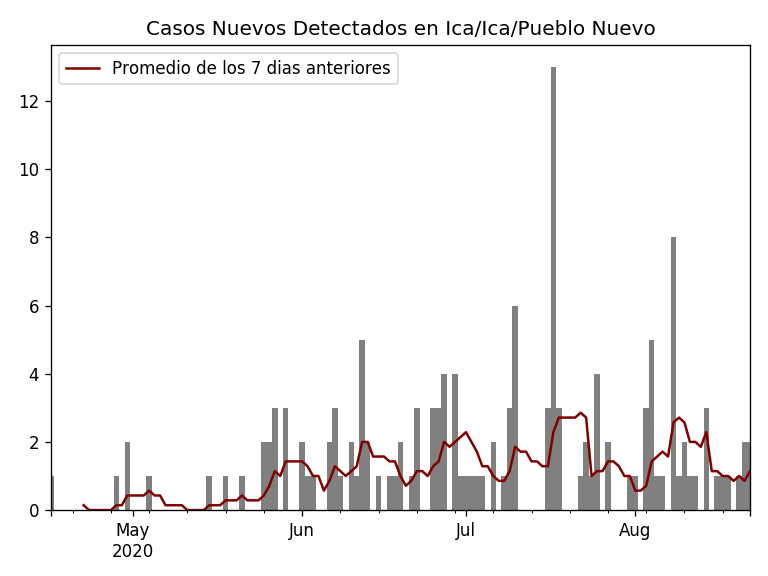 Casos Nuevos Detectados en Ica/Ica/Pueblo Nuevo
Promedio de los 7 dias anteriores
12
10
8
6
4
2
0
May
2020
Jun
Jul
Aug